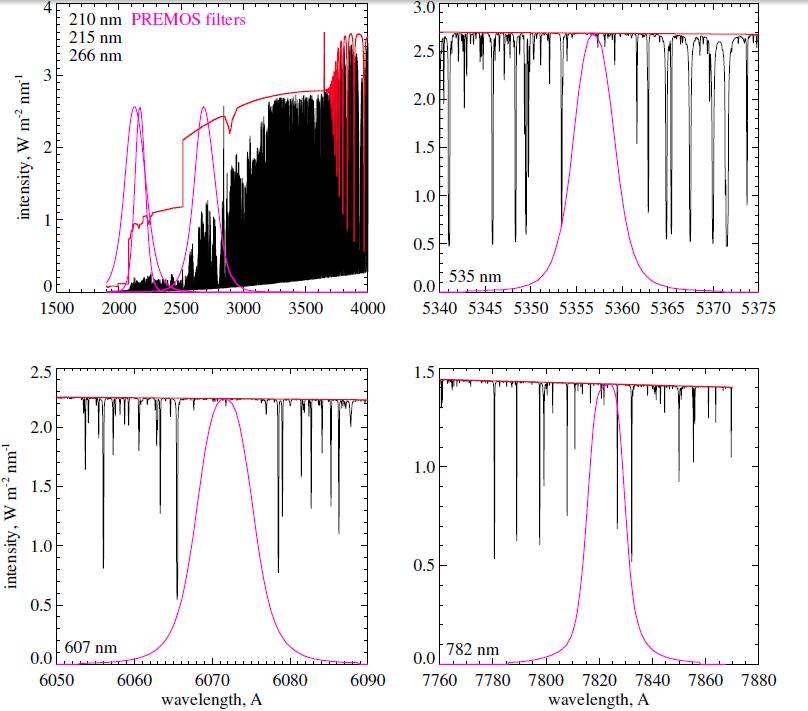 4
3
2
1
0
intensity, W m⁻² nm⁻¹
210 nm PREMOS filters
215 nm
266 nm
1500 2000 2500 3000 3500 4000
3.0
2.5
2.0
1.5
1.0
0.5
0.0
535 nm
5340 5345 5350 5355 5360 5365 5370 5375
2.5
2.0
1.5
1.0
0.5
0.0
intensity, W m⁻² nm⁻¹
607 nm
6050 6060 6070 6080 6090
wavelength, A
1.5
1.0
0.5
0.0
782 nm
7760 7780 7800 7820 7840 7860 7880
wavelength, A